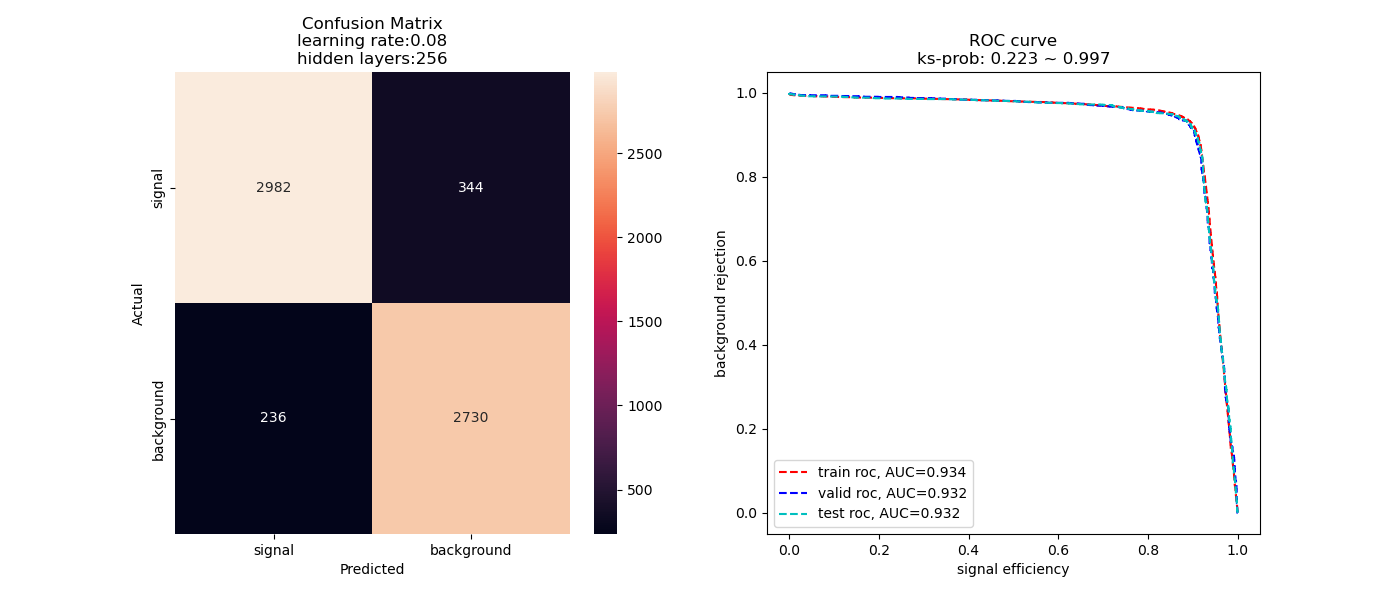 Confusion Matrix
learning rate:0.08
hidden layers:256
signal
background
Actual
2982
344
236
2730
signal
background
Predicted
2500
2000
1500
1000
500
ROC curve
ks-prob: 0.223 ~ 0.997
background rejection
1.0
0.8
0.6
0.4
0.2
0.0
train roc, AUC=0.934
valid roc, AUC=0.932
test roc, AUC=0.932
0.0
0.2
0.4
0.6
0.8
1.0
signal efficiency